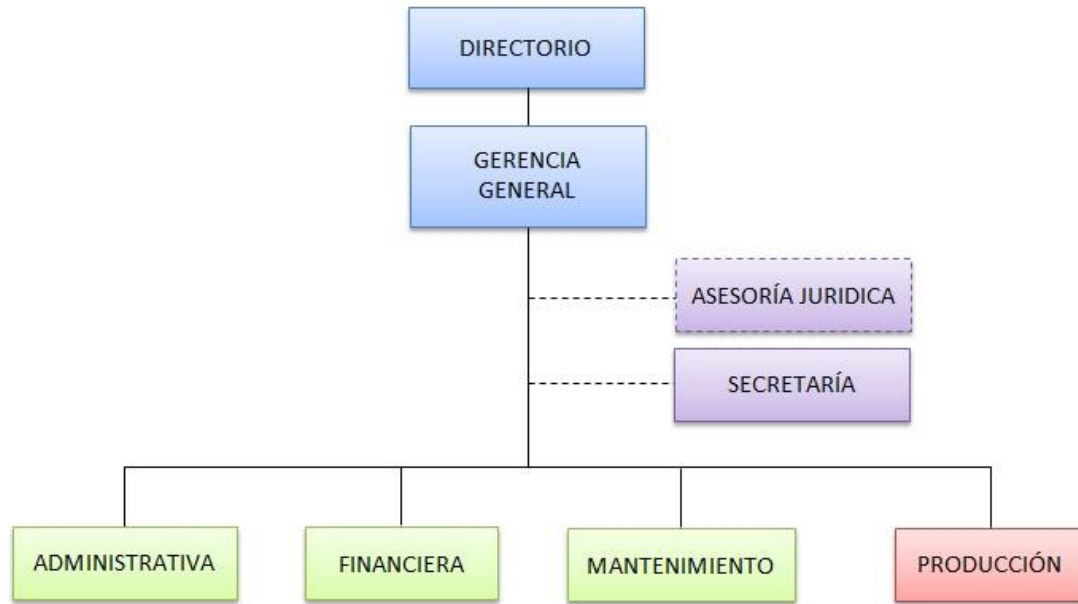 DIRECTORIO
GERENCIA
GENERAL
ASESORÍA JURIDICA
SECRETARÍA
ADMINISTRATIVA
FINANCIERA
MANTENIMIENTO
PRODUCCIÓN